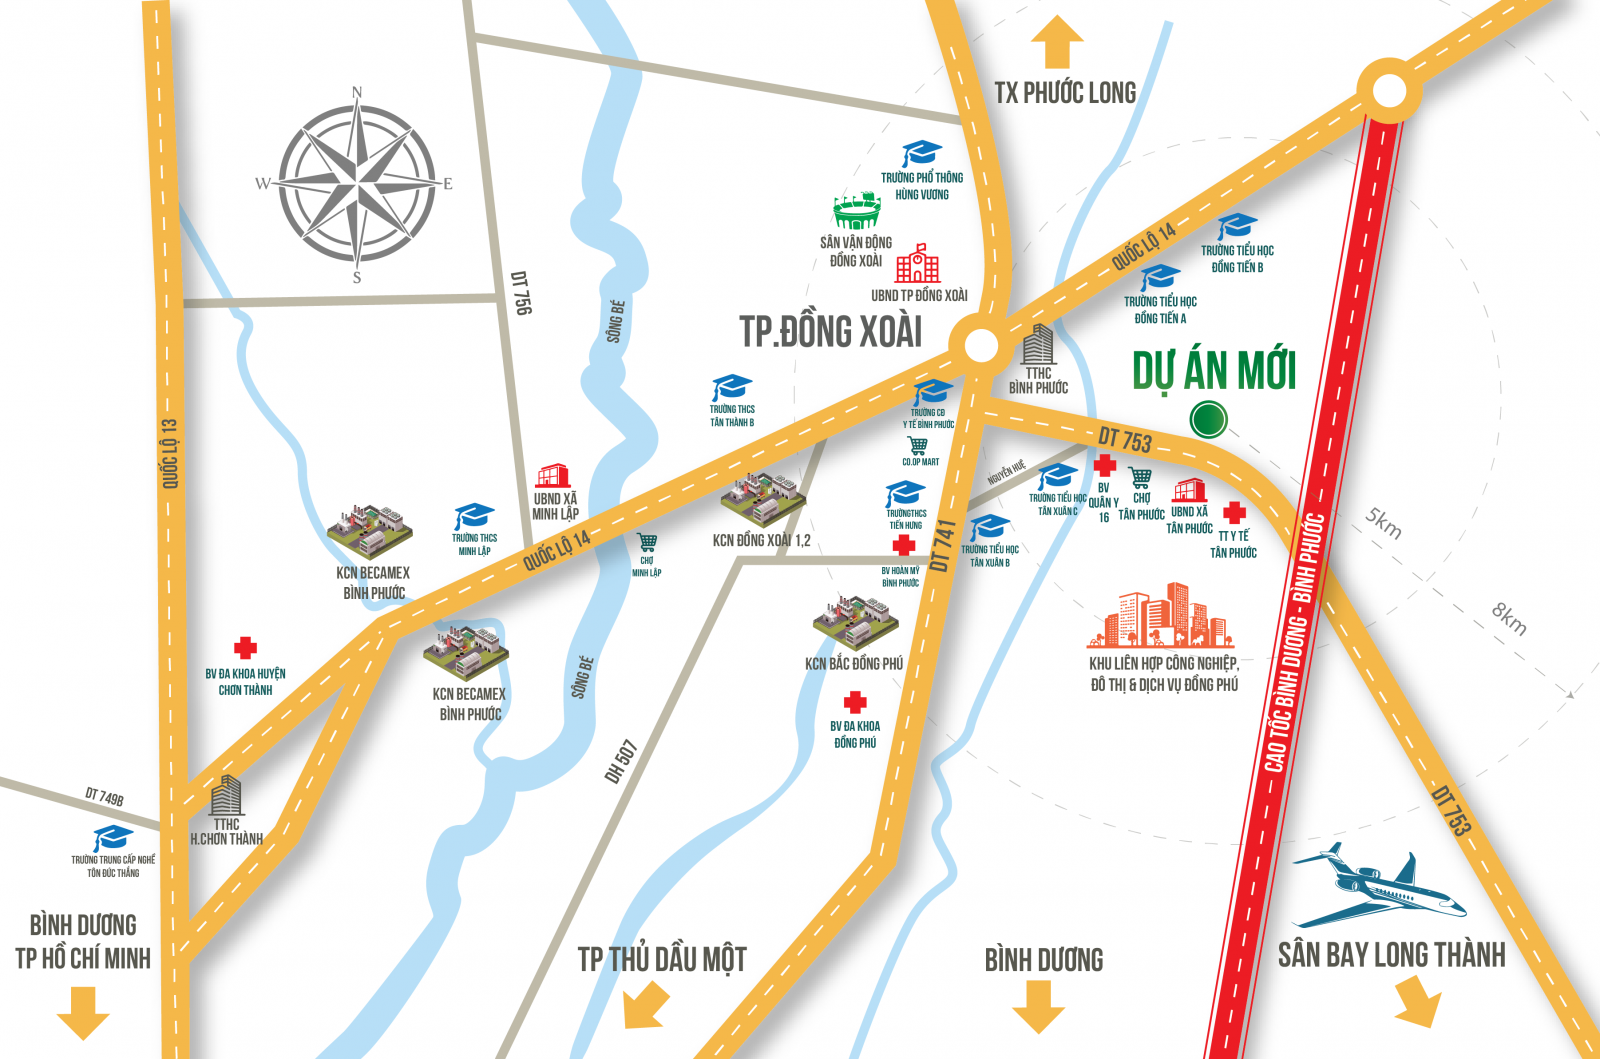 N
W
E
S
TX PHƯỚC LONG
TRƯỜNG PHỔ THÔNG
HÙNG VƯƠNG
SÂN VẬN ĐỘNG
ĐỒNG XOÀI
UBND TP ĐỒNG XOÀI
TP.ĐỒNG XOÀI
QUỐC LỘ 14
TRƯỜNG TIỂU HỌC
ĐỒNG TIẾN B
TRƯỜNG TIỂU HỌC
ĐỒNG TIẾN A
TTHC
BÌNH PHƯỚC
DỰ ÁN MỚI
DT 756
SÔNG BÉ
QUỐC LỘ 13
TRƯỜNG THCS
TÂN THÀNH B
TRƯỜNG CĐ
Y TẾ BÌNH PHƯỚC
CO.OP MART
DT 753
NGUYỄN HUỆ
TRƯỜNG TIỂU HỌC
TÂN XUÂN C
BV
QUÂN Y
16
CHỢ
TÂN PHƯỚC
UBND XÃ
TÂN PHƯỚC
TT Y TẾ
TÂN PHƯỚC
5km
8km
UBND XÃ
MINH LẬP
TRƯỜNG THCS
MINH LẬP
QUỐC LỘ 14
CHỢ
MINH LẬP
KCN ĐỒNG XOÀI 1,2
TRƯỜNGTHCS
TIẾN HƯNG
DT 741
TRƯỜNG TIỂU HỌC
TÂN XUÂN B
BV HOÀN MỸ
BÌNH PHƯỚC
KCN BECAMEX
BÌNH PHƯỚC
KCN BẮC ĐỒNG PHÚ
BV ĐA KHOA
ĐỒNG PHÚ
KHU LIÊN HỢP CÔNG NGHIỆP,
ĐÔ THỊ & DỊCH VỤ ĐỒNG PHÚ
CAO TỐC BÌNH DƯƠNG - BÌNH PHƯỚC
BV ĐA KHOA HUYỆN
CHƠN THÀNH
KCN BECAMEX
BÌNH PHƯỚC
SÔNG BÉ
DH 507
DT 749B
TTHC
H.CHƠN THÀNH
TRƯỜNG TRUNG CẤP NGHỀ
TÔN ĐỨC THẮNG
DT 753
BÌNH DƯƠNG
TP HỒ CHÍ MINH
TP THỦ DẦU MỘT
BÌNH DƯƠNG
SÂN BAY LONG THÀNH